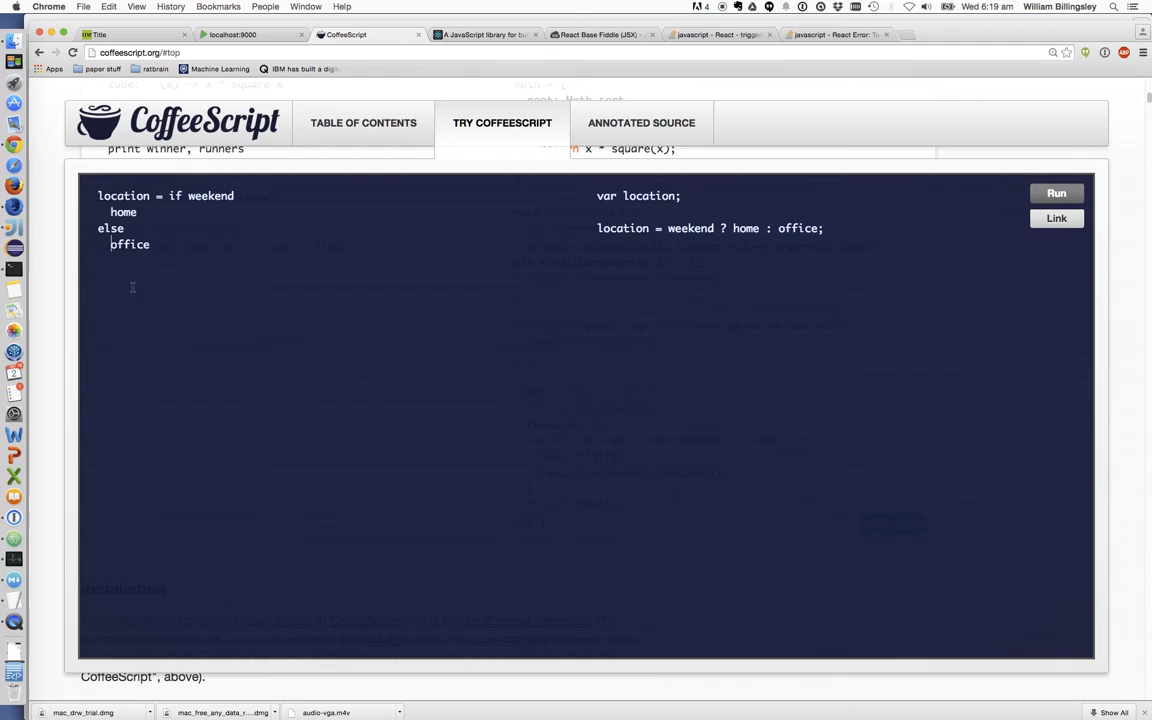 Chrome File Edit View History Bookmarks People Window Help
4 Wed 6:19 am William Billingsley
Title
localhost:9000
CoffeeScript
A JavaScript library for bu
React Base Fiddle (JSX) -
javascript - React - trigger
javascript - React Error: Ta
coffeescript.org/#top
Apps paper stuff ratbrain Machine Learning IBM has built a digit
CoffeeScript
TABLE OF CONTENTS
TRY COFFEESCRIPT
ANNOTATED SOURCE
print winner, runners
x * square(x);
location = if weekend
home
else
office
var location;
location = weekend ? home : office;
Run
Link
Installation
CoffeeScript", above).
mac_drw_trial.dmg
mac_free_any_data_r....dmg
audio-vga.m4v
Show All